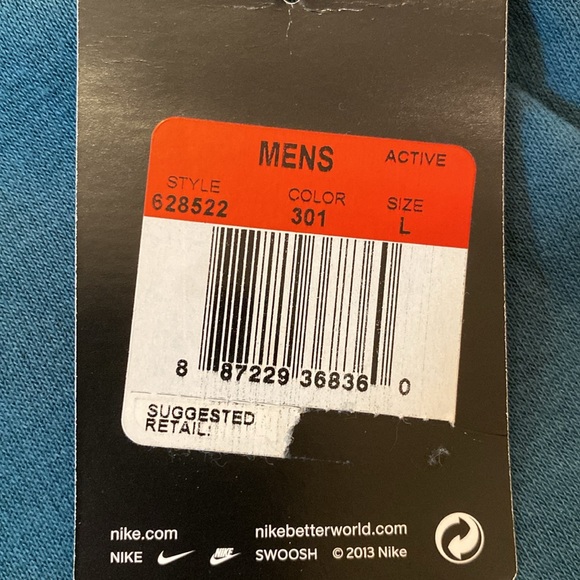 MENS ACTIVE
STYLE COLOR SIZE
628522 301 L
8 87229 36836 0
SUGGESTED
RETAIL:
nike.com nikebetterworld.com
NIKE NIKE SWOOSH © 2013 Nike